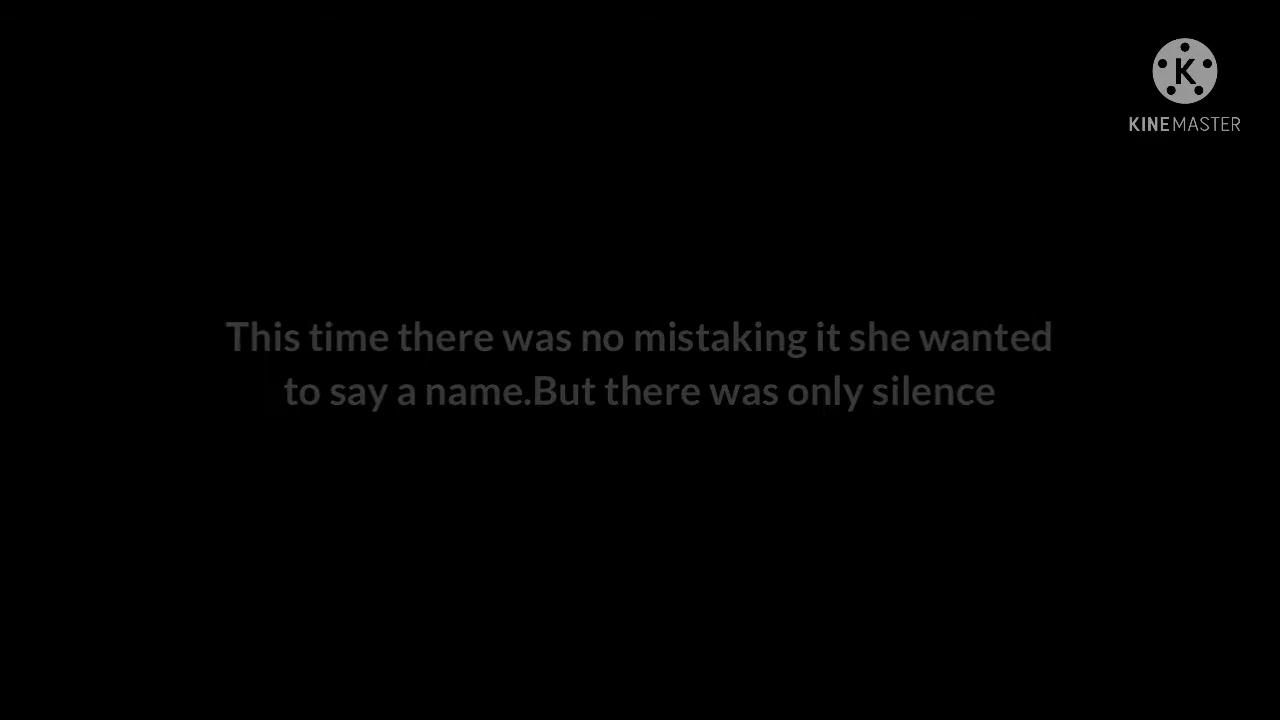 K
KINEMASTER
This time there was no mistaking it she wanted
to say a name.But there was only silence